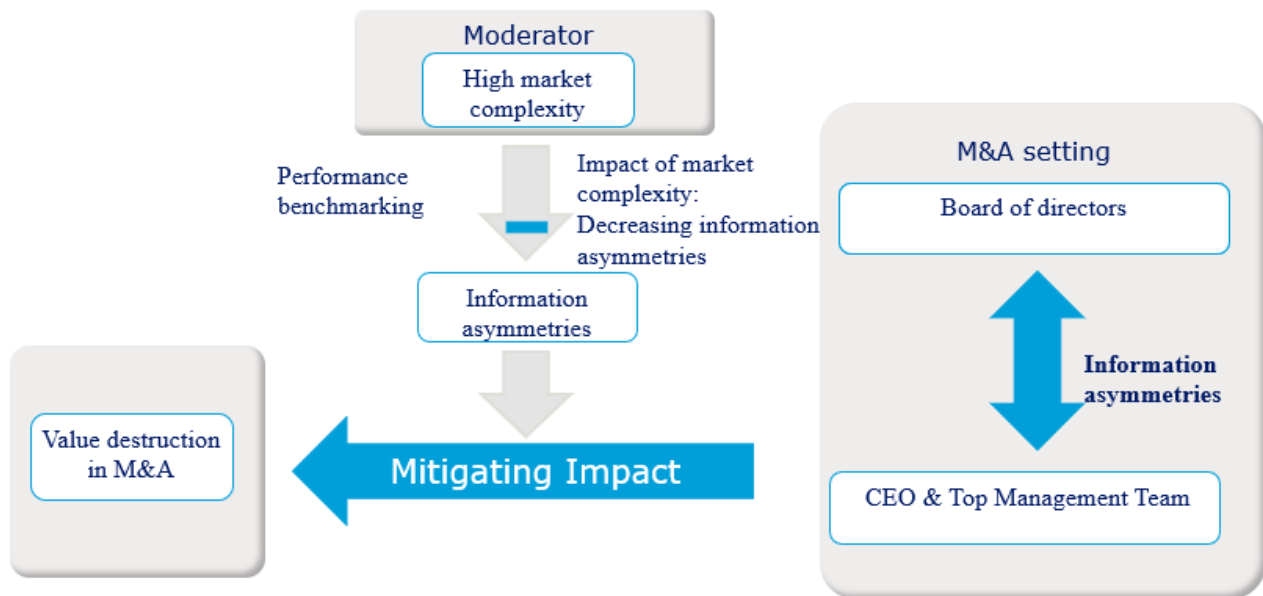 Moderator
High market
complexity
Performance
benchmarking
Impact of market
complexity:
Decreasing information
asymmetries
Information
asymmetries
Value destruction
in M&A
Mitigating Impact
M&A setting
Board of directors
Information
asymmetries
CEO & Top Management Team